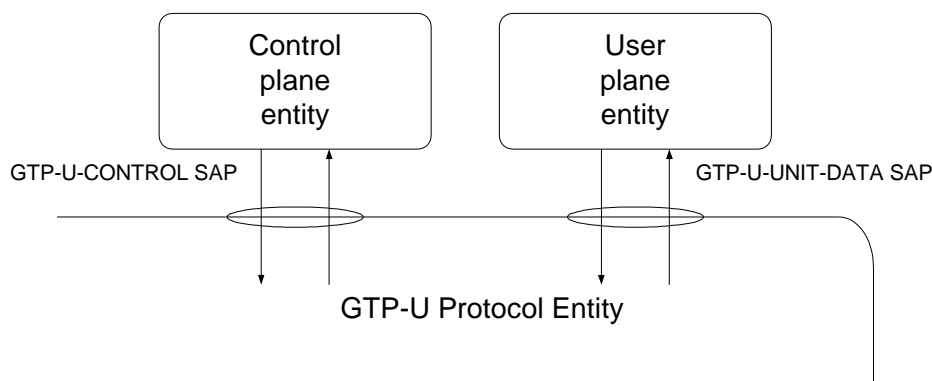 Control
plane
entity
User
plane
entity
GTP-U-CONTROL SAP
GTP-U-UNIT-DATA SAP
GTP-U Protocol Entity